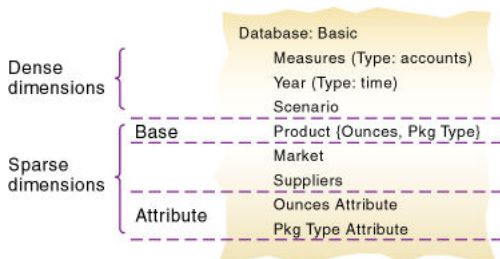 Database: Basic
Dense
dimensions
Measures (Type: accounts)
Year (Type: time)
Scenario
Sparse
dimensions
Base
Product {Ounces, Pkg Type}
Market
Suppliers
Attribute
Ounces Attribute
Pkg Type Attribute